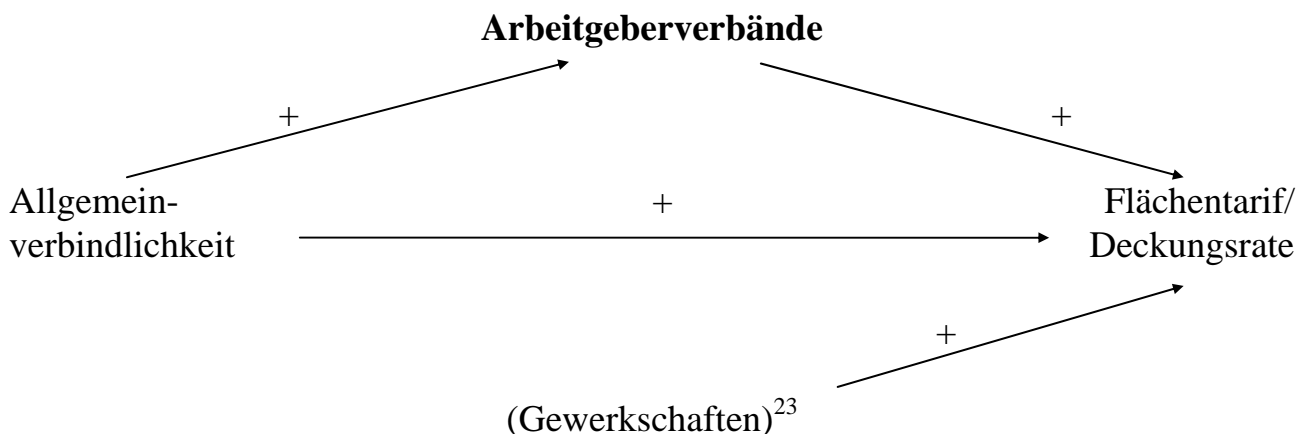 Arbeitgeberverbände
+
+
Allgemein-
verbindlichkeit
+
Flächentarif/
Deckungsrate
+
(Gewerkschaften)23